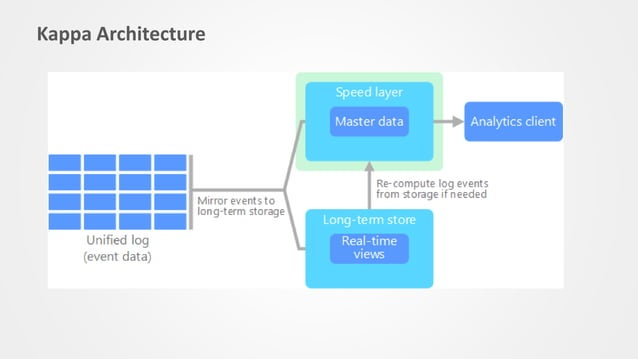 Kappa Architecture
Speed layer
Master data
Analytics client
Re-compute log events
from storage if needed
Mirror events to
long-term storage
Long-term store
Real-time
views
Unified log
(event data)